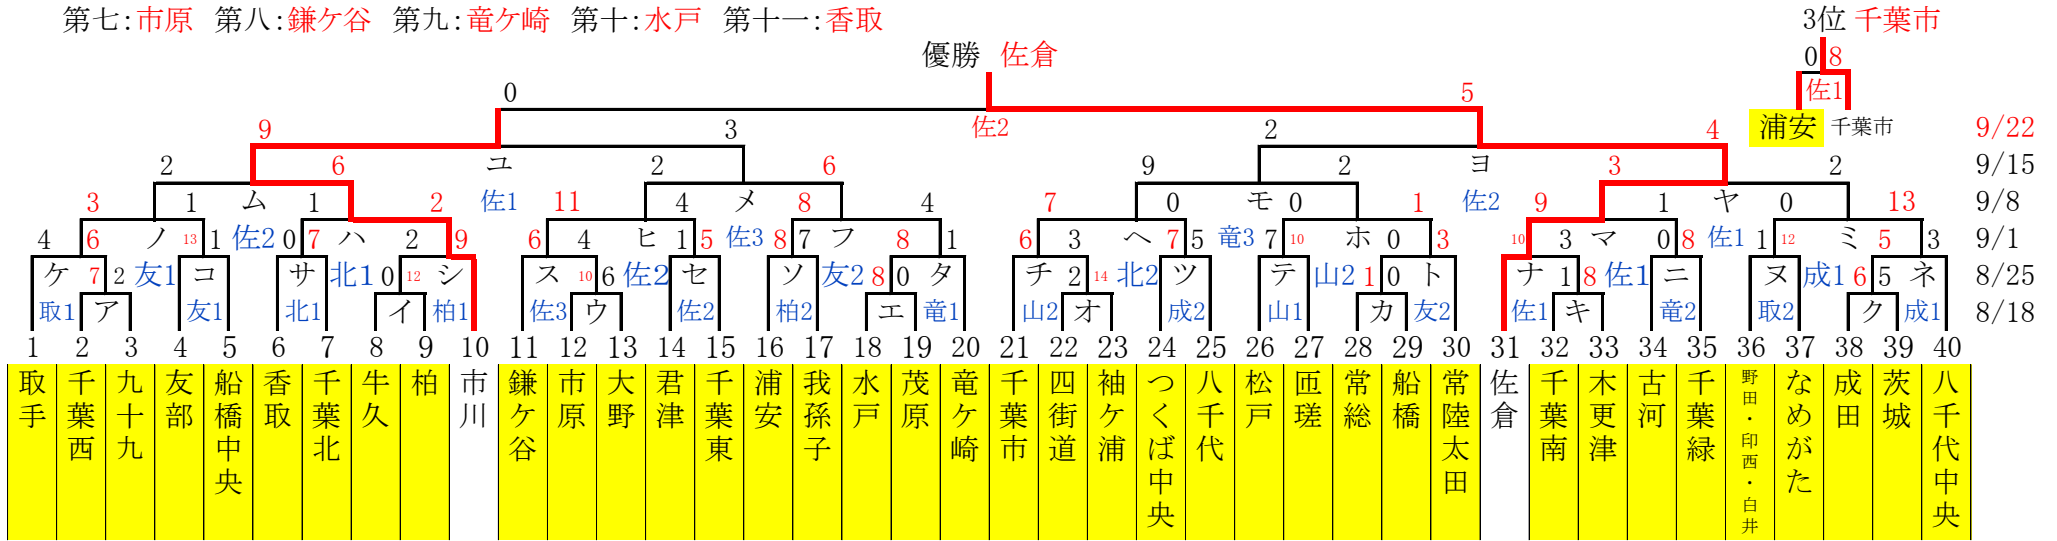 第七:市原 第八:鎌ケ谷 第九:竜ケ崎 第十:水戸 第十一:香取
3位 千葉市
優勝 佐倉
0 8
0 5 佐1
9 3 佐2 2 4 浦安 千葉市 9/22
2 6 ユ 2 6 9 2 ヨ 3 2 9/15
3 1 ム 1 2 佐1 11 4 メ 8 4 7 0 モ 0 1 佐2 9 1 ヤ 0 13 9/8
4 6 ノ 13 1 佐2 0 7 ハ 2 9 6 4 ヒ 1 5 佐3 8 7 フ 8 1 6 3 ヘ 7 5 竜3 7 10 ホ 0 3 10 3 マ 0 8 佐1 1 12 ミ 5 3 9/1
ケ 7 2 友1 コ サ 北1 0 12 シ ス 10 6 佐2 セ ソ 友2 8 0 タ チ 2 14 北2 ツ テ 山2 1 0 ト ナ 1 8 佐1 ニ ヌ 成1 6 5 ネ 8/25
取1 ア 友1 北1 イ 柏1 佐3 ウ 佐2 柏2 エ 竜1 山2 オ 成2 山1 カ 友2 佐1 キ 竜2 取2 ク 成1 8/18
1 2 3 4 5 6 7 8 9 10 11 12 13 14 15 16 17 18 19 20 21 22 23 24 25 26 27 28 29 30 31 32 33 34 35 36 37 38 39 40
取手
千葉西
九十九
友部
船橋中央
香取
千葉北
牛久
柏
市川
鎌ケ谷
市原
大野
君津
千葉東
浦安
我孫子
水戸
茂原
竜ケ崎
千葉市
四街道
袖ケ浦
つくば中央
八千代
松戸
匝瑳
常総
船橋
常陸太田
佐倉
千葉南
木更津
古河
千葉緑
野田・印西・白井
なめがた
成田
茨城
八千代中央